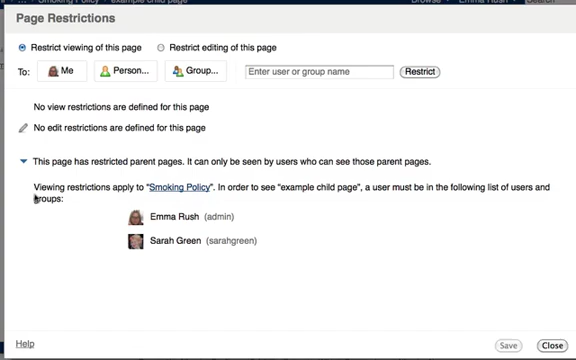 Smoking Policy example child page Browse Emma Rush Search
Page Restrictions
Restrict viewing of this page Restrict editing of this page
To: Me Person... Group... Enter user or group name Restrict
No view restrictions are defined for this page
No edit restrictions are defined for this page
This page has restricted parent pages. It can only be seen by users who can see those parent pages.
Viewing restrictions apply to "Smoking Policy". In order to see "example child page", a user must be in the following list of users and
groups:
Emma Rush (admin)
Sarah Green (sarahgreen)
Help Save Close